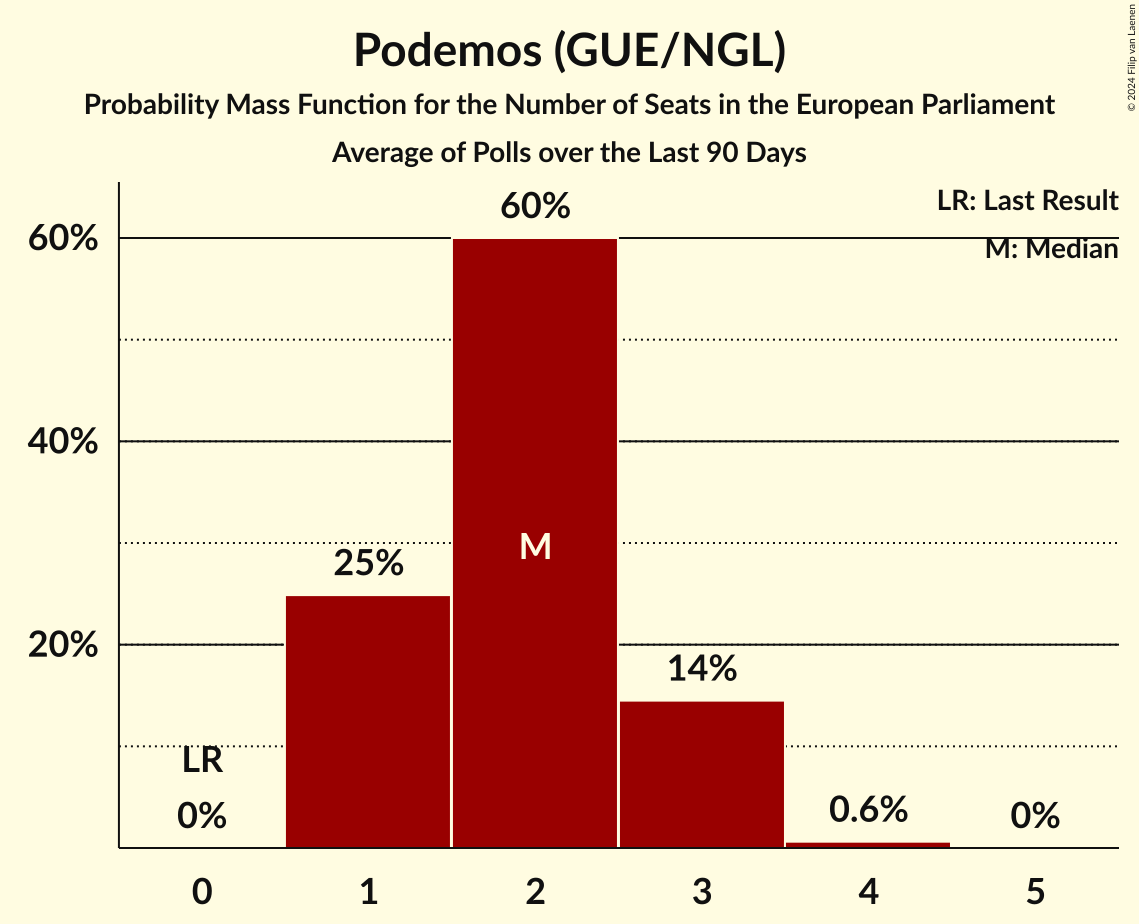 Podemos (GUE/NGL)
Probability Mass Function for the Number of Seats in the European Parliament
Average of Polls over the Last 90 Days
© 2024 Filip van Laenen
LR: Last Result
M: Median
60%
40%
20%
LR
0%
25%
60%
M
14%
0.6%
0%
0 1 2 3 4 5